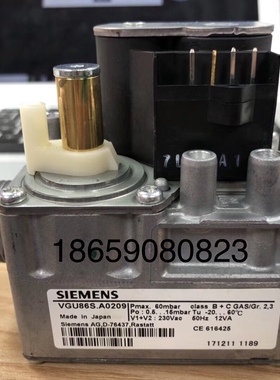 18659080823
SIEMENS
VGU86S.A0209
Made in Japan
Siemens AG,D-76437,Rastatt
Pmax. 60mbar class B + C GAS/Gr. 2,3
Po : 0.5...15mbar Tu -20...60℃
V1+V2 : 230Vac 50Hz 12VA
CE 616425
171211 1189